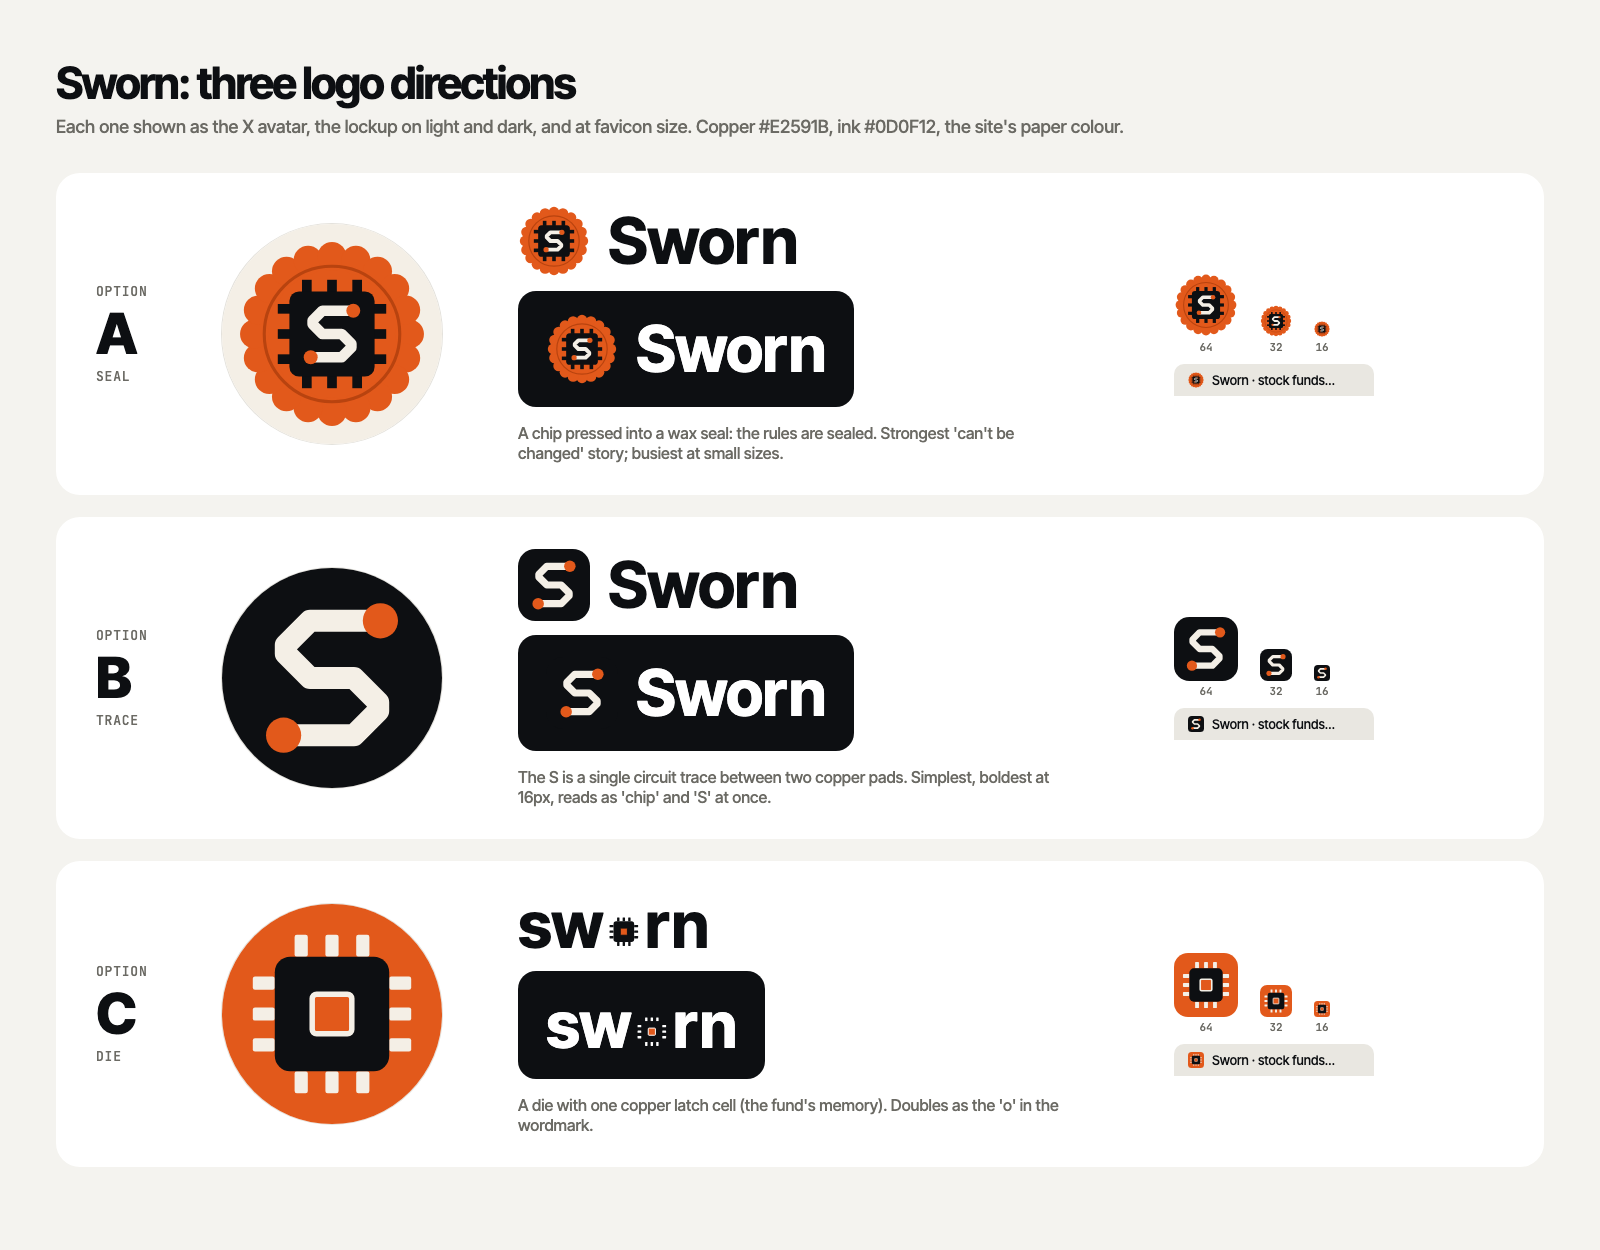 Sworn: three logo directions
Each one shown as the X avatar, the lockup on light and dark, and at favicon size. Copper #E2591B, ink #0D0F12, the site's paper colour.
OPTION
A
SEAL
S
S Sworn
S Sworn
A chip pressed into a wax seal: the rules are sealed. Strongest 'can't be
changed' story; busiest at small sizes.
S S S
64 32 16
S Sworn · stock funds...
OPTION
B
TRACE
S
S Sworn
S Sworn
The S is a single circuit trace between two copper pads. Simplest, boldest at
16px, reads as 'chip' and 'S' at once.
S S S
64 32 16
S Sworn · stock funds...
OPTION
C
DIE
sw rn
sw rn
A die with one copper latch cell (the fund's memory). Doubles as the 'o' in the
wordmark.
64 32 16
Sworn · stock funds...